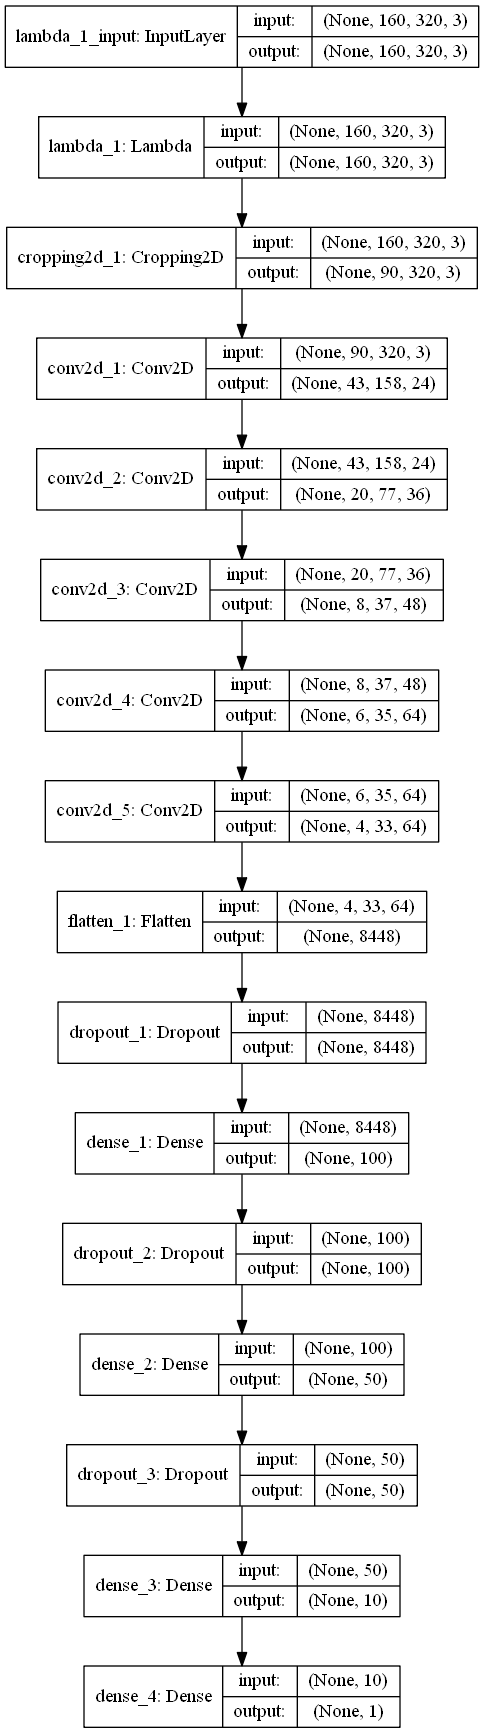 lambda_1_input: InputLayer
input: (None, 160, 320, 3)
output: (None, 160, 320, 3)
lambda_1: Lambda
input: (None, 160, 320, 3)
output: (None, 160, 320, 3)
cropping2d_1: Cropping2D
input: (None, 160, 320, 3)
output: (None, 90, 320, 3)
conv2d_1: Conv2D
input: (None, 90, 320, 3)
output: (None, 43, 158, 24)
conv2d_2: Conv2D
input: (None, 43, 158, 24)
output: (None, 20, 77, 36)
conv2d_3: Conv2D
input: (None, 20, 77, 36)
output: (None, 8, 37, 48)
conv2d_4: Conv2D
input: (None, 8, 37, 48)
output: (None, 6, 35, 64)
conv2d_5: Conv2D
input: (None, 6, 35, 64)
output: (None, 4, 33, 64)
flatten_1: Flatten
input: (None, 4, 33, 64)
output: (None, 8448)
dropout_1: Dropout
input: (None, 8448)
output: (None, 8448)
dense_1: Dense
input: (None, 8448)
output: (None, 100)
dropout_2: Dropout
input: (None, 100)
output: (None, 100)
dense_2: Dense
input: (None, 100)
output: (None, 50)
dropout_3: Dropout
input: (None, 50)
output: (None, 50)
dense_3: Dense
input: (None, 50)
output: (None, 10)
dense_4: Dense
input: (None, 10)
output: (None, 1)